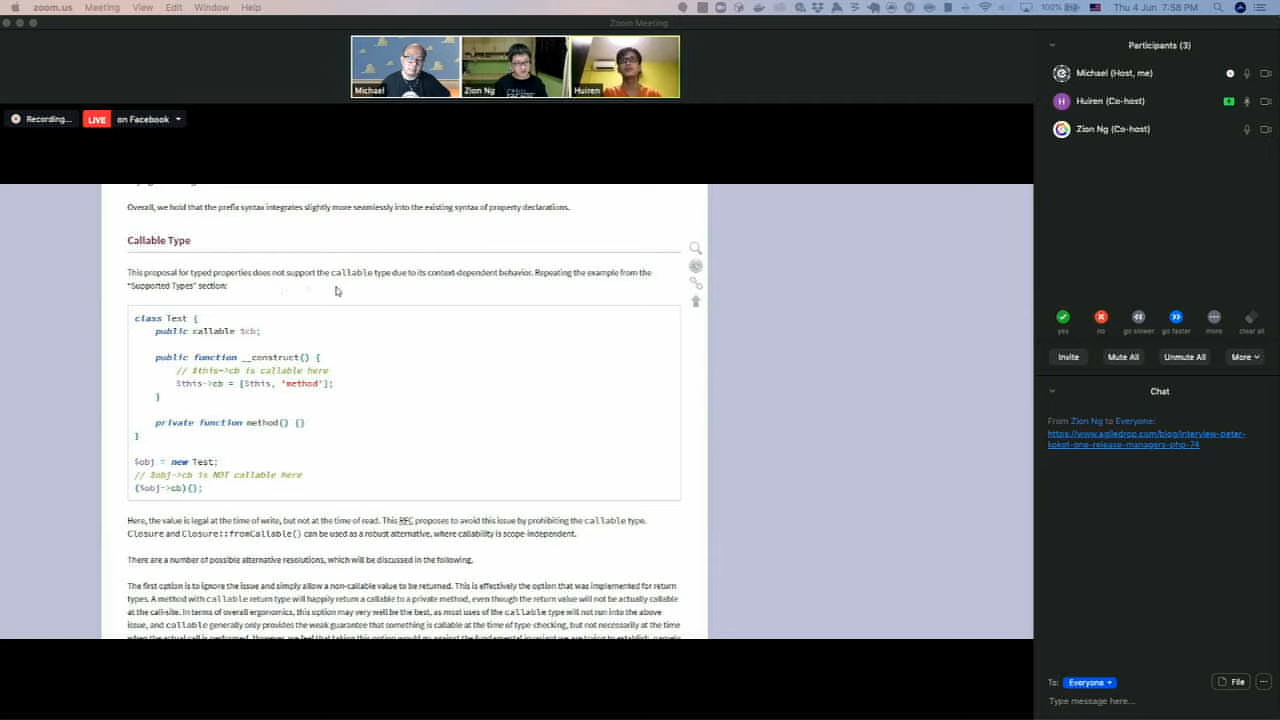 zoom.us Meeting View Edit Window Help
100% Thu 4 Jun 7:58 PM
Zoom Meeting
Michael
Zion Ng
Huiren
Recording...
LIVE on Facebook
Overall, we hold that the prefix syntax integrates slightly more seamlessly into the existing syntax of property declarations.
Callable Type
This proposal for typed properties does not support the callable type due to its context-dependent behavior. Repeating the example from the
"Supported Types" section:
class Test {
public callable $cb;
public function __construct() {
// $this->cb is callable here
$this->cb = [$this, 'method'];
}
private function method() {}
}
$obj = new Test;
// $obj->cb is NOT callable here
($obj->cb)();
Here, the value is legal at the time of write, but not at the time of read. This RFC proposes to avoid this issue by prohibiting the callable type.
Closure and Closure::fromCallable() can be used as a robust alternative, where callability is scope-independent.
There are a number of possible alternative resolutions, which will be discussed in the following.
The first option is to ignore the issue and simply allow a non-callable value to be returned. This is effectively the option that was implemented for return
types. A method with callable return type will happily return a callable to a private method, even though the return value will not be actually callable
at the call-site. In terms of overall ergonomics, this option may very well be the best, as most uses of the callable type will not run into the above
issue, and callable generally only provides the weak guarantee that something is callable at the time of type checking, but not necessarily at the time
Participants (3)
Michael (Host, me)
H Huiren (Co-host)
Zion Ng (Co-host)
yes no go slower go faster more clear all
Invite Mute All Unmute All More
Chat
From Zion Ng to Everyone:
https://www.agiledrop.com/blog/interview-peter-
kokot-one-release-managers-php-74
To: Everyone File
Type message here...